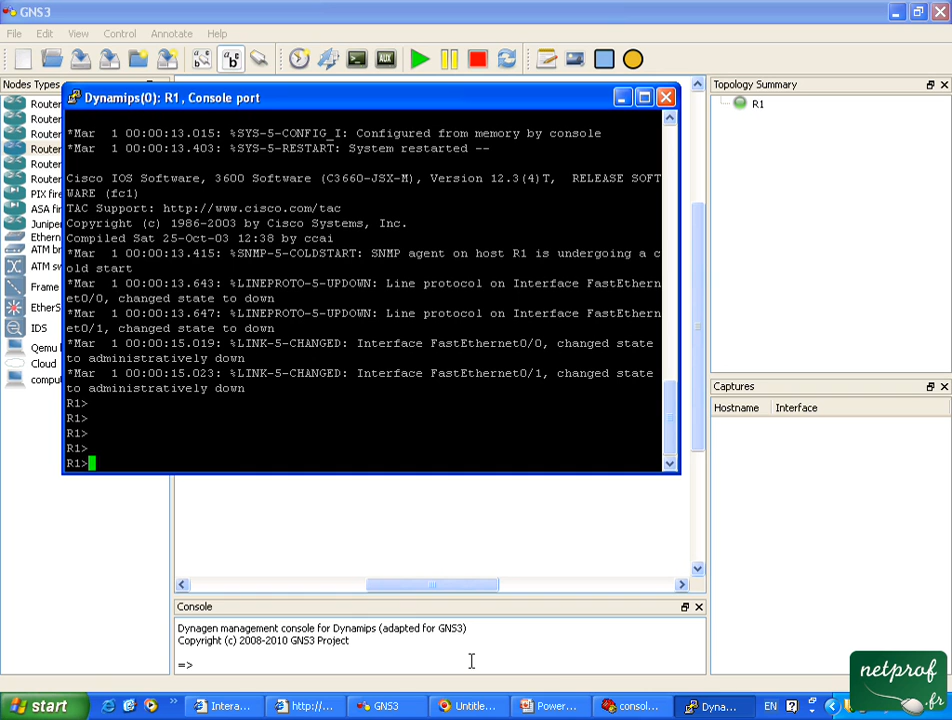 GNS3
File Edit View Control Annotate Help
Nodes Types
Router
Router
Router
Router
Router
Router
PIX fire
ASA fir
Juniper
Ethern
ATM br
ATM sw
Frame
EtherS
IDS
Qemu
Cloud
compu
Dynamips(0): R1, Console port
*Mar  1 00:00:13.015: %SYS-5-CONFIG_I: Configured from memory by console
*Mar  1 00:00:13.403: %SYS-5-RESTART: System restarted --
Cisco IOS Software, 3600 Software (C3660-JSX-M), Version 12.3(4)T,  RELEASE SOFT
WARE (fc1)
TAC Support: http://www.cisco.com/tac
Copyright (c) 1986-2003 by Cisco Systems, Inc.
Compiled Sat 25-Oct-03 12:38 by ccai
*Mar  1 00:00:13.415: %SNMP-5-COLDSTART: SNMP agent on host R1 is undergoing a c
old start
*Mar  1 00:00:13.643: %LINEPROTO-5-UPDOWN: Line protocol on Interface FastEthern
et0/0, changed state to down
*Mar  1 00:00:13.647: %LINEPROTO-5-UPDOWN: Line protocol on Interface FastEthern
et0/1, changed state to down
*Mar  1 00:00:15.019: %LINK-5-CHANGED: Interface FastEthernet0/0, changed state
to administratively down
*Mar  1 00:00:15.023: %LINK-5-CHANGED: Interface FastEthernet0/1, changed state
to administratively down
R1>
R1>
R1>
R1>
R1>
Topology Summary
R1
Captures
Hostname Interface
Console
Dynagen management console for Dynamips (adapted for GNS3)
Copyright (c) 2008-2010 GNS3 Project
=>
netprof
.fr
start
Intera...
http://...
GNS3
Untitle...
Power...
consol...
Dyna...
EN